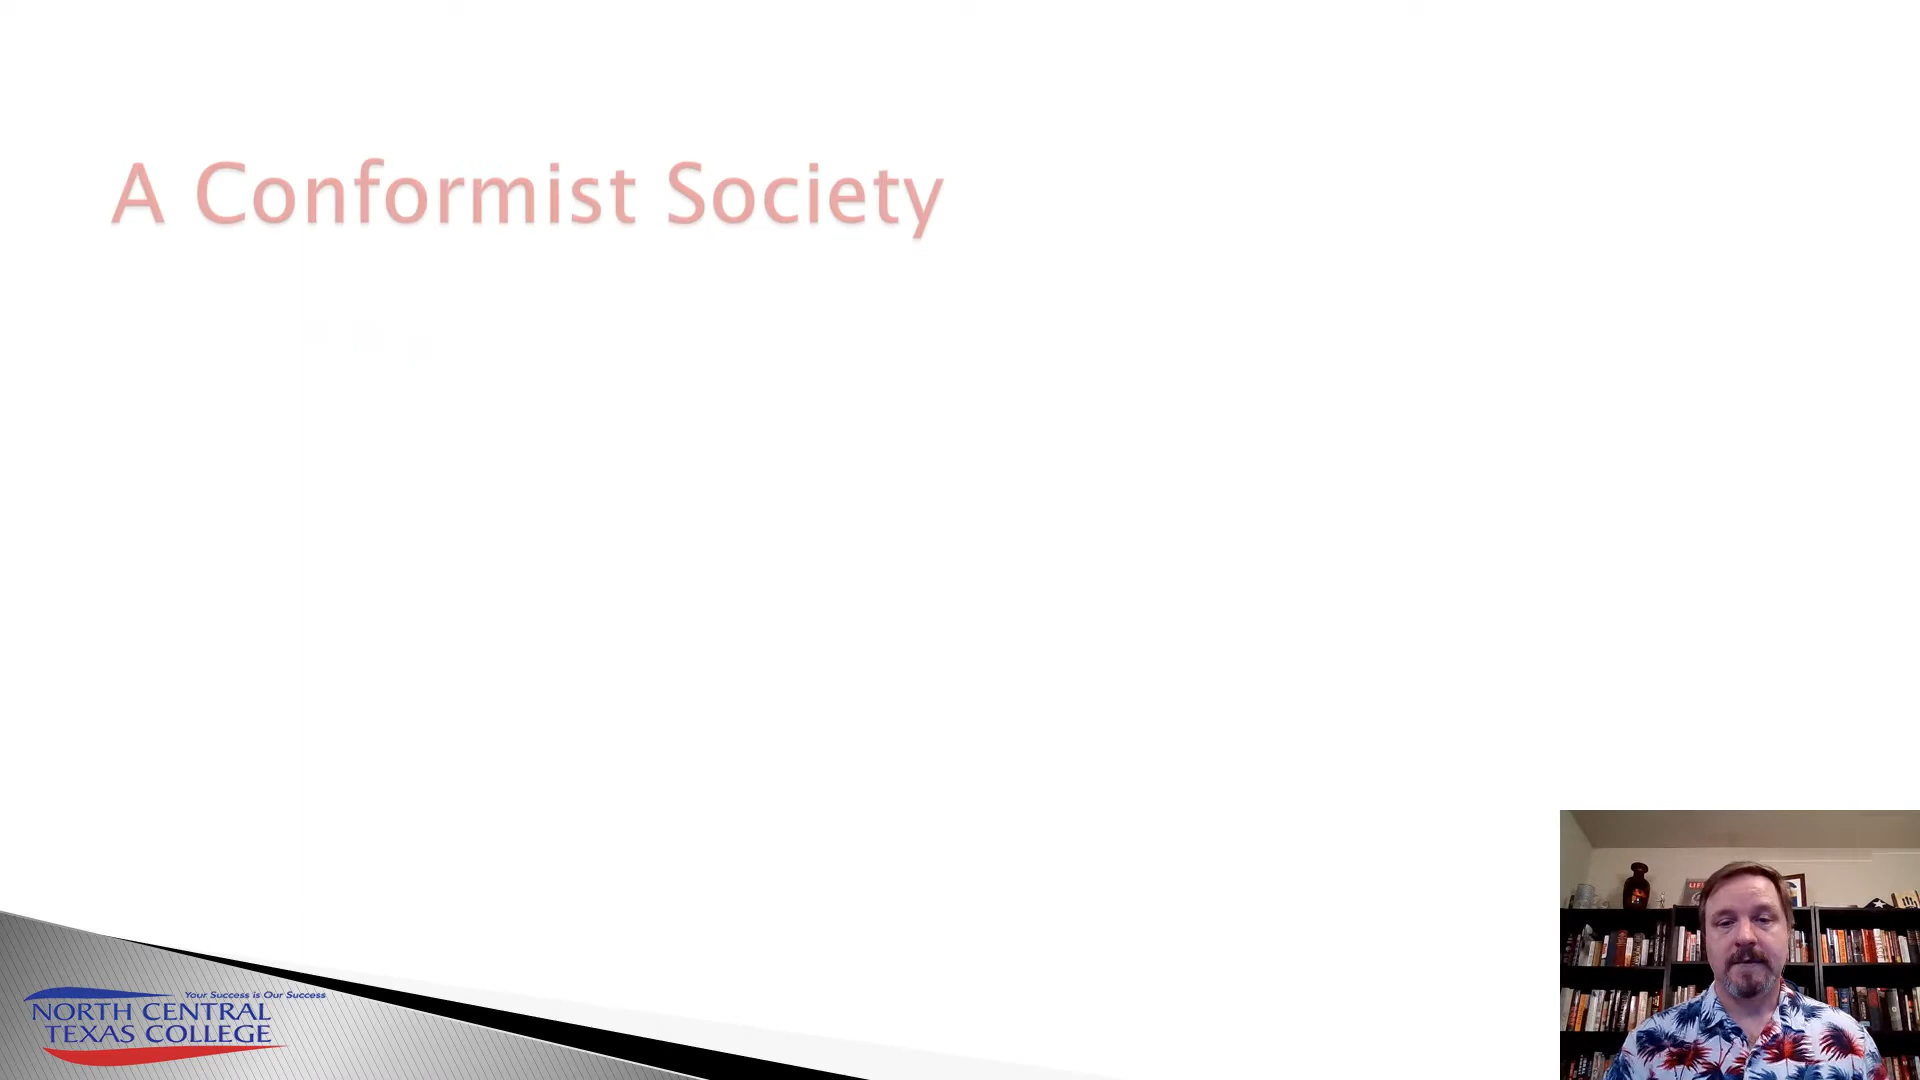 A Conformist Society
Your Success is Our Success
NORTH CENTRAL
TEXAS COLLEGE